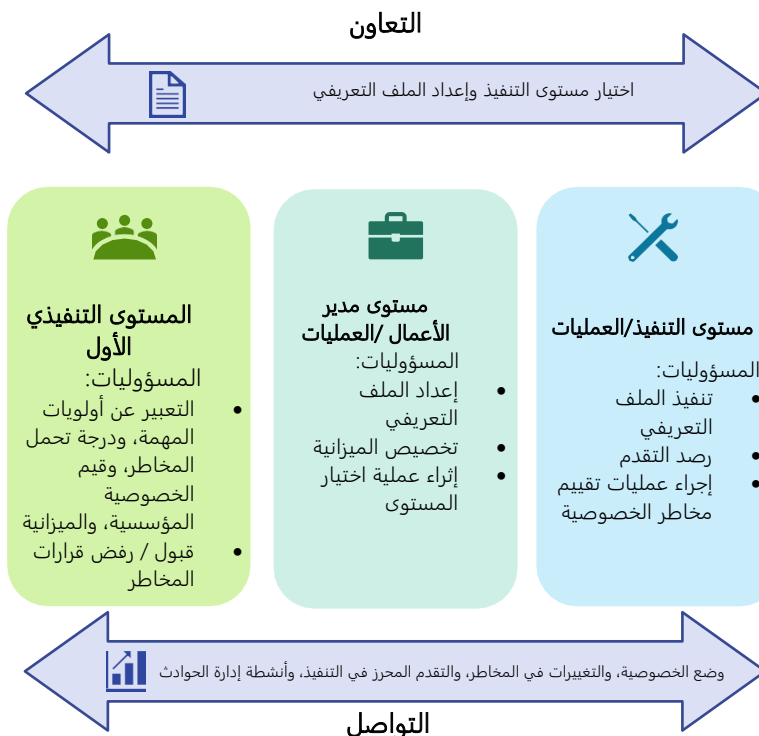 التعاون
اختيار مستوى التنفيذ وإعداد الملف التعريفي
مستوى التنفيذ/العمليات
المسؤوليات:
• تنفيذ الملف
التعريفي
• رصد التقدم
• إجراء عمليات تقييم
مخاطر الخصوصية
مستوى مدير
الأعمال /العمليات
المسؤوليات:
• إعداد الملف
التعريفي
• تخصيص الميزانية
• إثراء عملية اختيار
المستوى
المستوى التنفيذي
الأول
المسؤوليات:
• التعبير عن أولويات
المهمة، ودرجة تحمل
المخاطر، وقيم
الخصوصية
المؤسسية، والميزانية
• قبول / رفض قرارات
المخاطر
وضع الخصوصية، والتغييرات في المخاطر، والتقدم المحرز في التنفيذ، وأنشطة إدارة الحوادث
التواصل